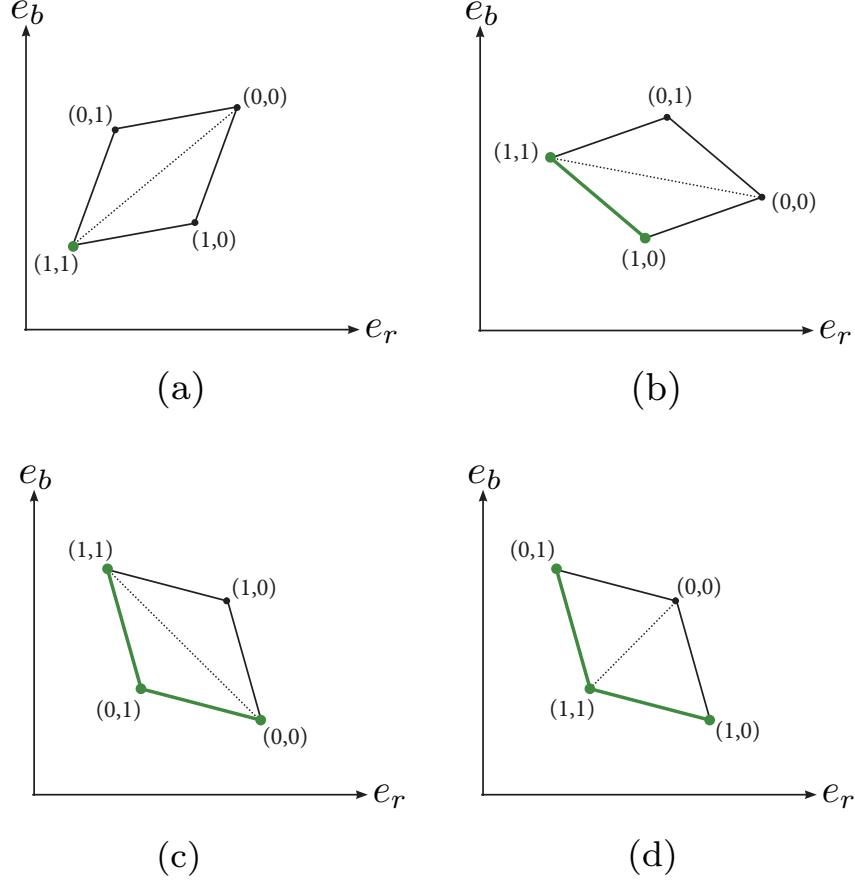 e_b e_b
(0,0)
(0,1)
(0,1)
(1,1)
(0,0)
(1,0)
(1,1)
(1,0)
e_r e_r
(a) (b)
e_b e_b
(1,1) (0,1)
(1,0) (0,0)
(0,1) (1,1)
(0,0) (1,0)
e_r e_r
(c) (d)